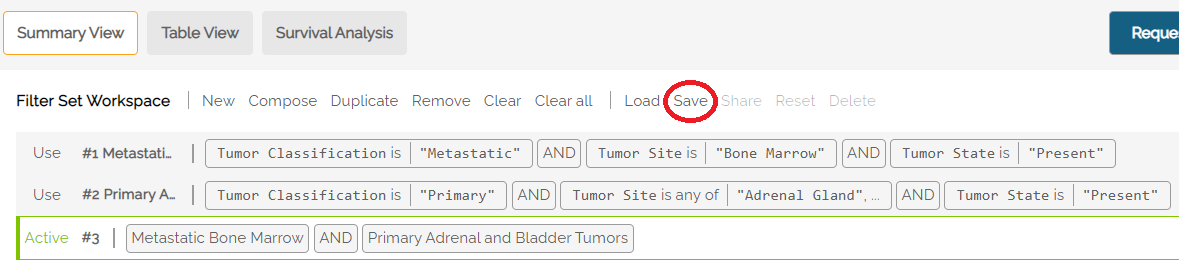 Summary View Table View Survival Analysis Reque
Filter Set Workspace New Compose Duplicate Remove Clear Clear all Load Save Share Reset Delete
Use #1 Metastati... Tumor Classification is "Metastatic" AND Tumor Site is "Bone Marrow" AND Tumor State is "Present"
Use #2 Primary A... Tumor Classification is "Primary" AND Tumor Site is any of "Adrenal Gland", ... AND Tumor State is "Present"
Active #3 Metastatic Bone Marrow AND Primary Adrenal and Bladder Tumors